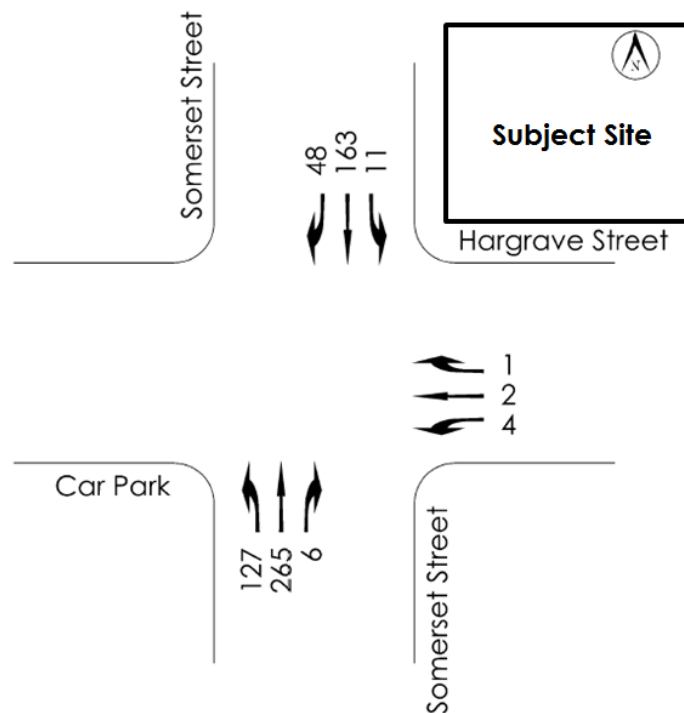 Somerset Street
N
Subject Site
48
163
11
Hargrave Street
1
2
4
Car Park
127
265
6
Somerset Street